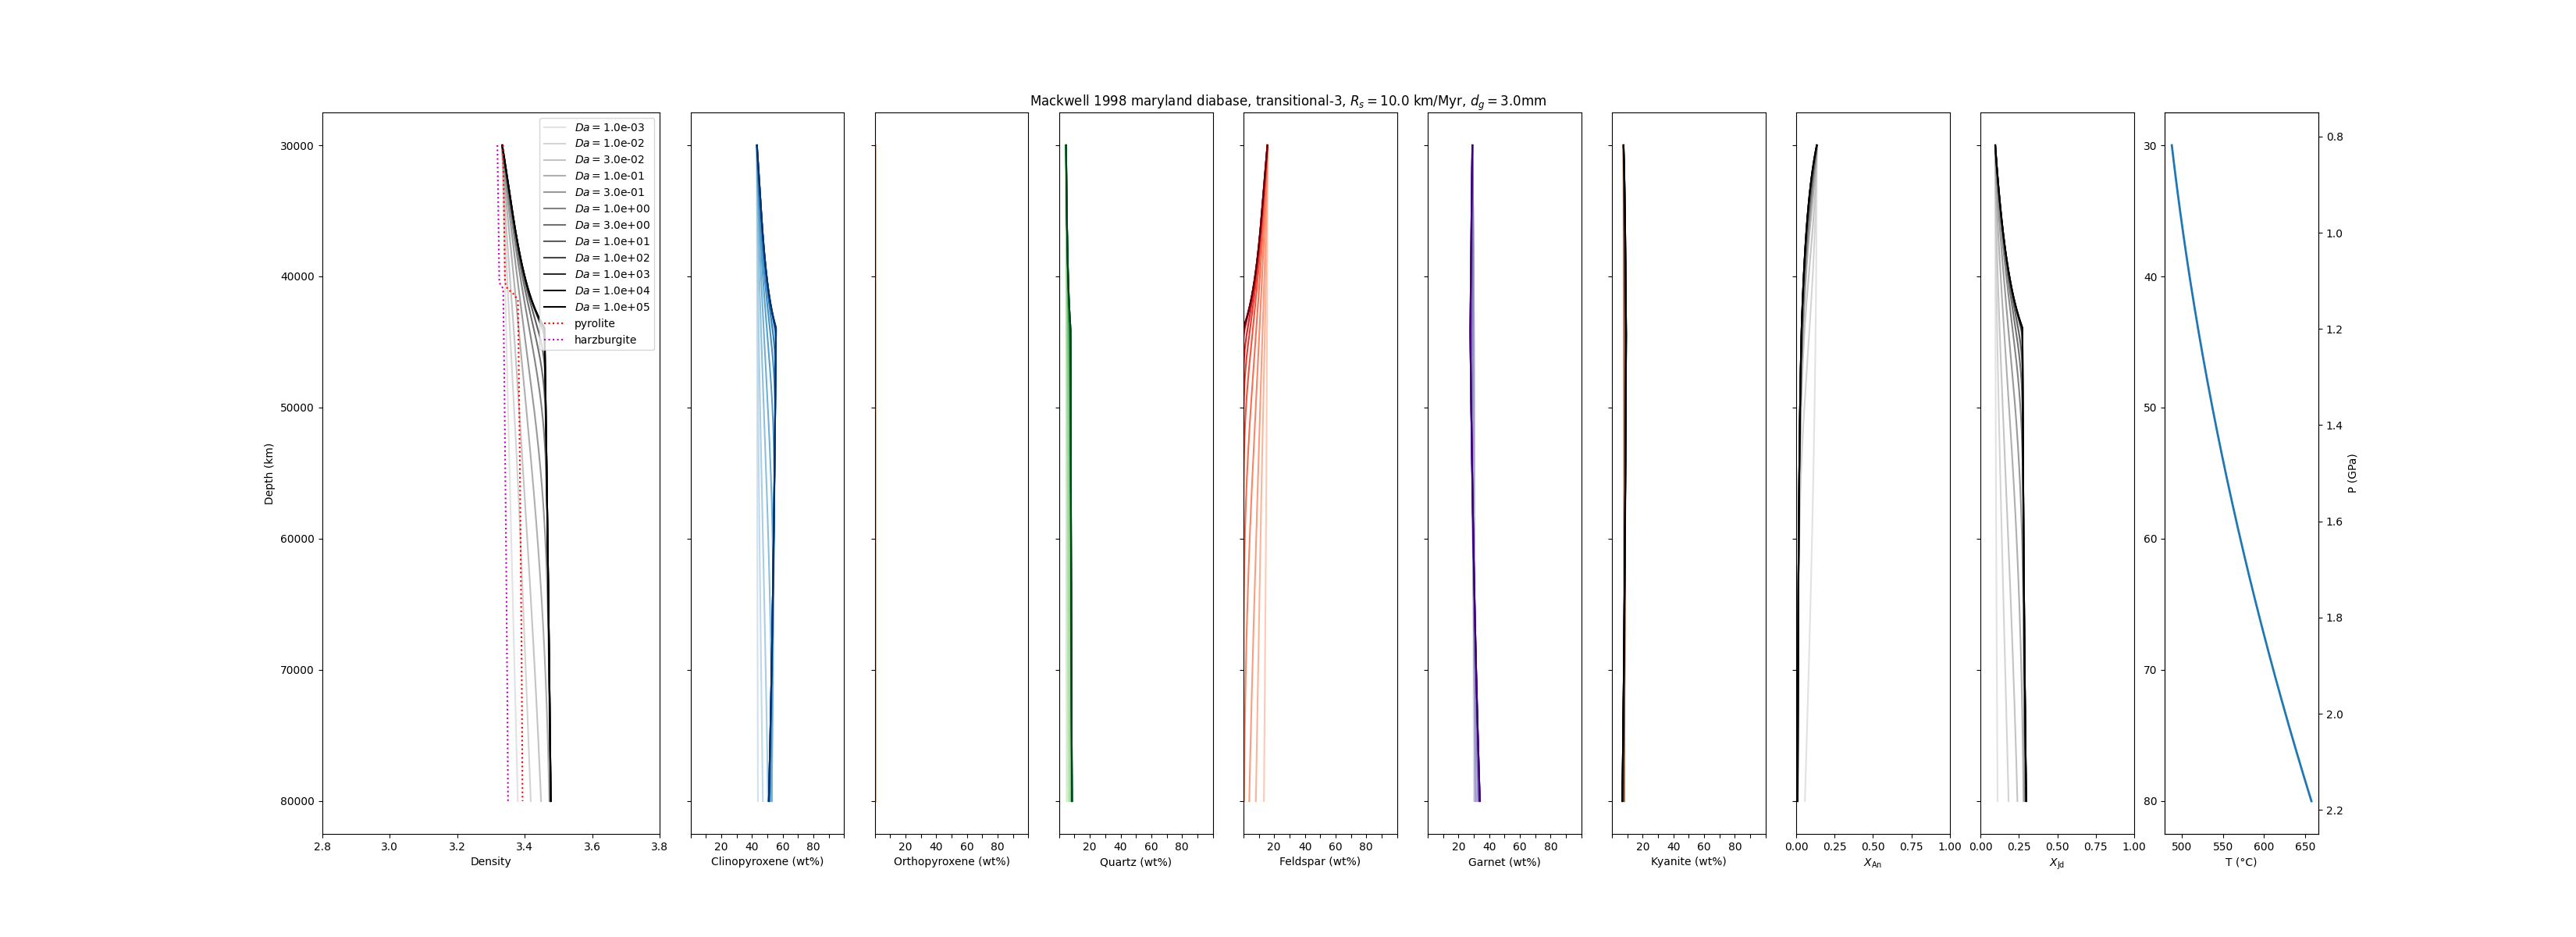 Mackwell 1998 maryland diabase, transitional-3, R_s = 10.0 km/Myr, d_g = 3.0mm
Da = 1.0e-03
Da = 1.0e-02
Da = 3.0e-02
Da = 1.0e-01
Da = 3.0e-01
Da = 1.0e+00
Da = 3.0e+00
Da = 1.0e+01
Da = 1.0e+02
Da = 1.0e+03
Da = 1.0e+04
Da = 1.0e+05
pyrolite
harzburgite
Depth (km)
30000
40000
50000
60000
70000
80000
2.8 3.0 3.2 3.4 3.6 3.8
Density
20 40 60 80
Clinopyroxene (wt%)
20 40 60 80
Orthopyroxene (wt%)
20 40 60 80
Quartz (wt%)
20 40 60 80
Feldspar (wt%)
20 40 60 80
Garnet (wt%)
20 40 60 80
Kyanite (wt%)
0.00 0.25 0.50 0.75 1.00
X_An
0.00 0.25 0.50 0.75 1.00
X_Jd
30
40
50
60
70
80
500 550 600 650
T (°C)
0.8
1.0
1.2
1.4
1.6
1.8
2.0
2.2
P (GPa)